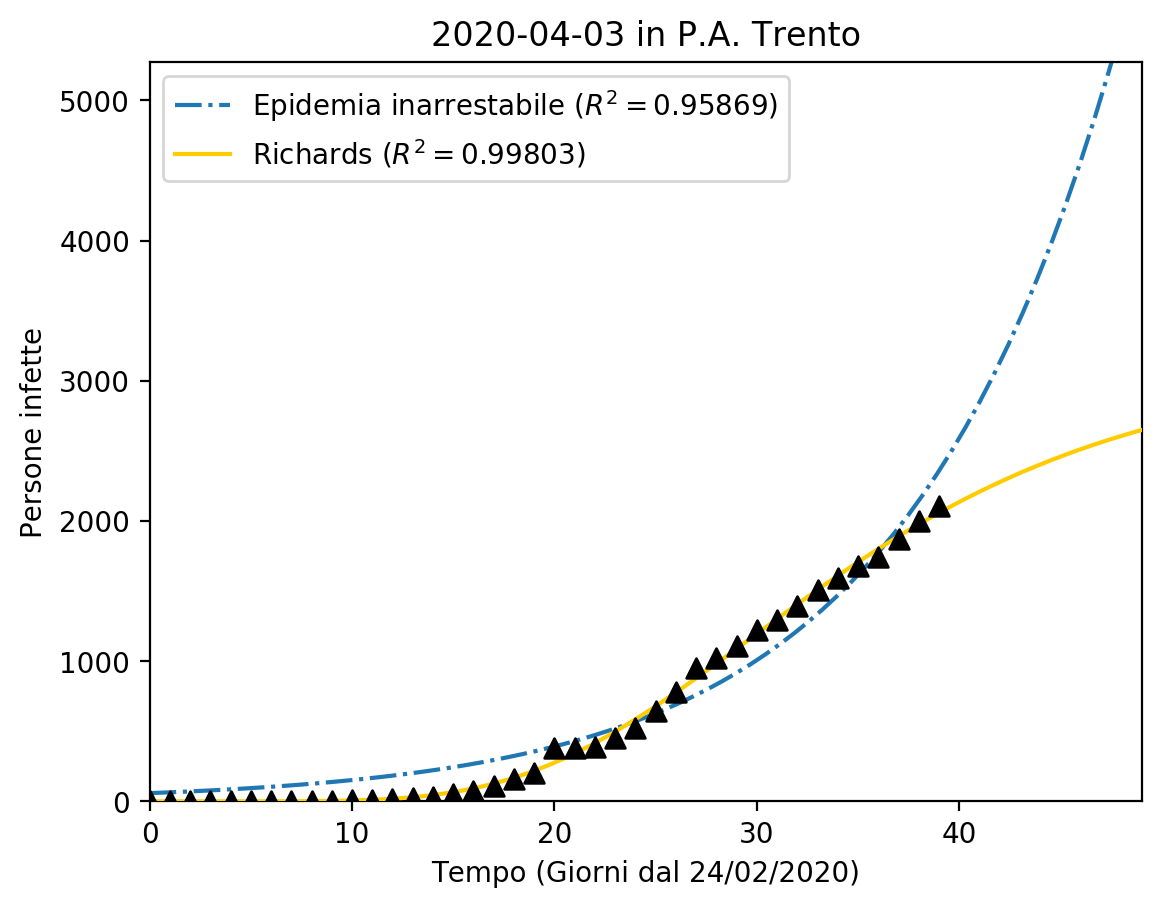 2020-04-03 in P.A. Trento
Epidemia inarrestabile (R² = 0.95869)
Richards (R² = 0.99803)
5000
4000
3000
2000
1000
0
Persone infette
0 10 20 30 40
Tempo (Giorni dal 24/02/2020)